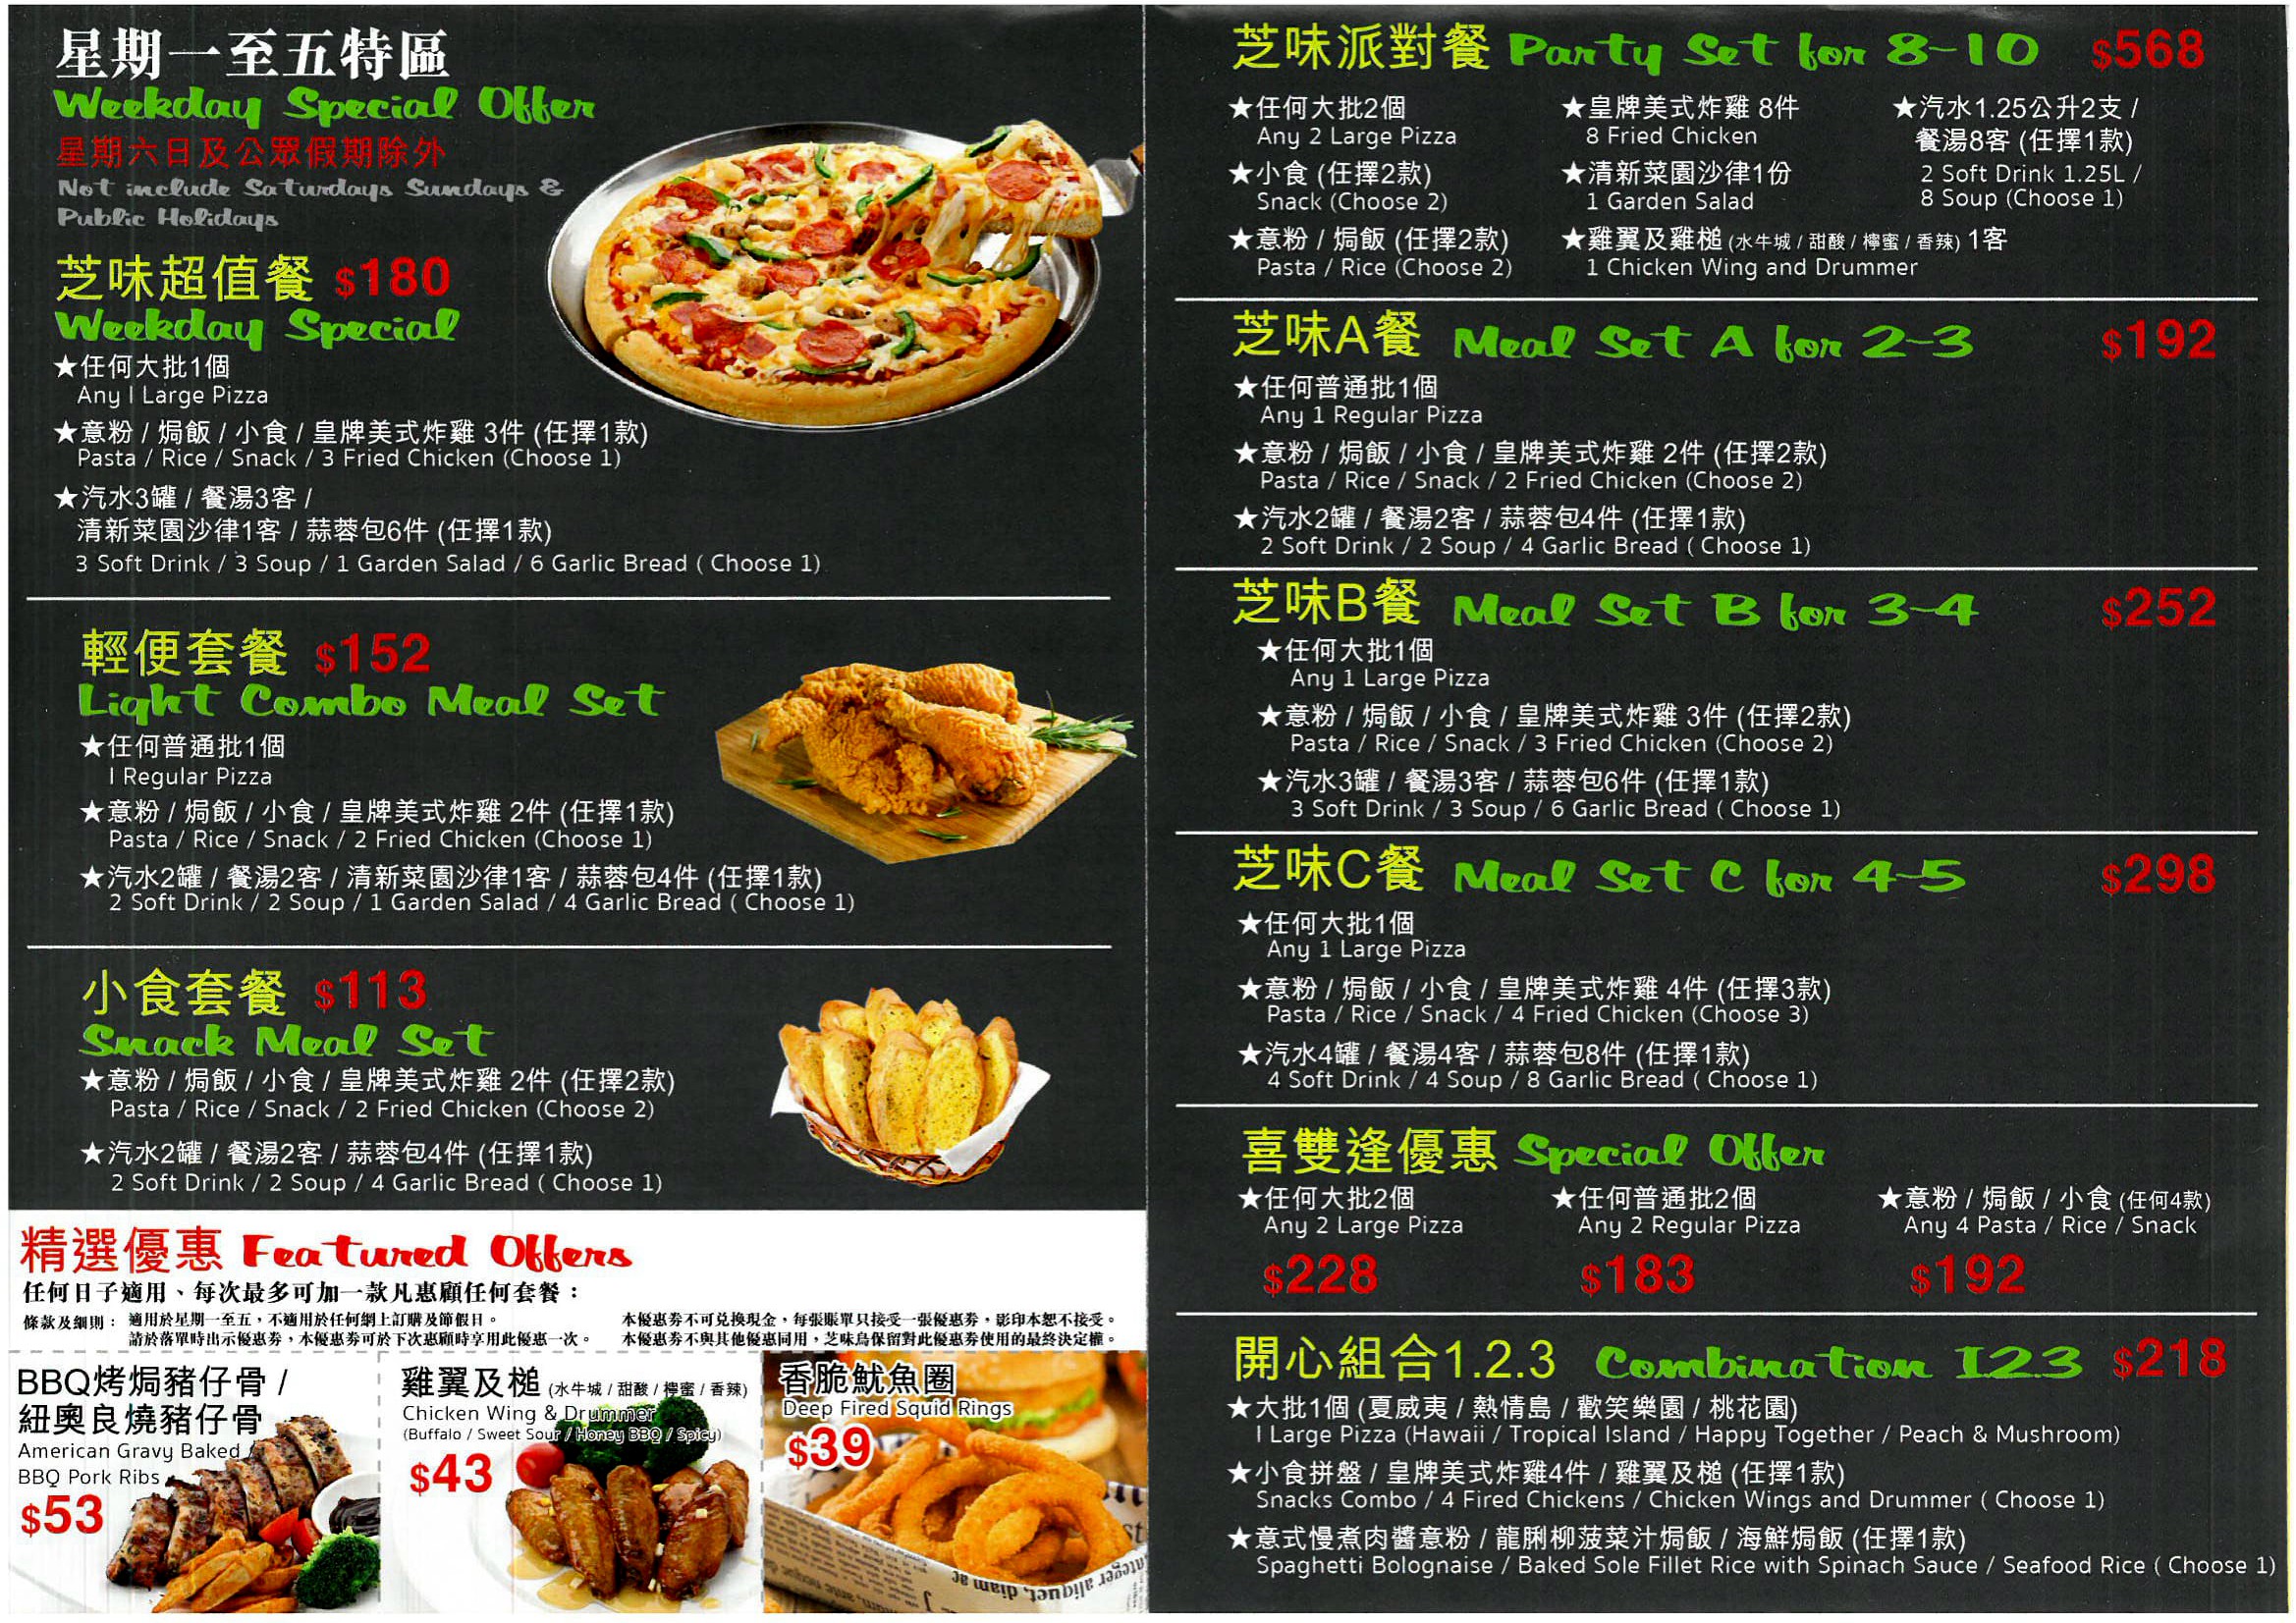 星期一至五特區
Weekday Special Offer
星期六日及公眾假期除外
Not include Saturdays Sundays &
Public Holidays
芝味超值餐 $180
Weekday Special
★任何大批1個
Any I Large Pizza
★意粉 / 焗飯 / 小食 / 皇牌美式炸雞 3件 (任擇1款)
Pasta / Rice / Snack / 3 Fried Chicken (Choose 1)
★汽水3罐 / 餐湯3客 /
清新菜園沙律1客 / 蒜蓉包6件 (任擇1款)
3 Soft Drink / 3 Soup / 1 Garden Salad / 6 Garlic Bread ( Choose 1)
輕便套餐 $152
Light Combo Meal Set
★任何普通批1個
I Regular Pizza
★意粉 / 焗飯 / 小食 / 皇牌美式炸雞 2件 (任擇1款)
Pasta / Rice / Snack / 2 Fried Chicken (Choose 1)
★汽水2罐 / 餐湯2客 / 清新菜園沙律1客 / 蒜蓉包4件 (任擇1款)
2 Soft Drink / 2 Soup / 1 Garden Salad / 4 Garlic Bread ( Choose 1)
小食套餐 $113
Snack Meal Set
★意粉 / 焗飯 / 小食 / 皇牌美式炸雞 2件 (任擇2款)
Pasta / Rice / Snack / 2 Fried Chicken (Choose 2)
★汽水2罐 / 餐湯2客 / 蒜蓉包4件 (任擇1款)
2 Soft Drink / 2 Soup / 4 Garlic Bread ( Choose 1)
精選優惠 Featured Offers
任何日子適用、每次最多可加一款凡惠顧任何套餐：
條款及細則： 適用於星期一至五，不適用於任何網上訂購及節假日。
請於落單時出示優惠券，本優惠券可於下次惠顧時享用此優惠一次。
本優惠券不可兌換現金，每張賬單只接受一張優惠券，影印本恕不接受。
本優惠券不與其他優惠同用，芝味鳥保留對此優惠券使用的最終決定權。
BBQ烤焗豬仔骨 /
紐奧良燒豬仔骨
American Gravy Baked
BBQ Pork Ribs
$53
雞翼及槌 (水牛城 / 甜酸 / 檸蜜 / 香辣)
Chicken Wing & Drummer
(Buffalo / Sweet Sour / Honey BBQ / Spicy)
$43
香脆魷魚圈
Deep Fired Squid Rings
$39
芝味派對餐 Party Set for 8-10 $568
★任何大批2個
Any 2 Large Pizza
★皇牌美式炸雞 8件
8 Fried Chicken
★汽水1.25公升2支 /
餐湯8客 (任擇1款)
2 Soft Drink 1.25L /
8 Soup (Choose 1)
★小食 (任擇2款)
Snack (Choose 2)
★清新菜園沙律1份
1 Garden Salad
★意粉 / 焗飯 (任擇2款)
Pasta / Rice (Choose 2)
★雞翼及雞槌 (水牛城 / 甜酸 / 檸蜜 / 香辣) 1客
1 Chicken Wing and Drummer
芝味A餐 Meal Set A for 2-3 $192
★任何普通批1個
Any 1 Regular Pizza
★意粉 / 焗飯 / 小食 / 皇牌美式炸雞 2件 (任擇2款)
Pasta / Rice / Snack / 2 Fried Chicken (Choose 2)
★汽水2罐 / 餐湯2客 / 蒜蓉包4件 (任擇1款)
2 Soft Drink / 2 Soup / 4 Garlic Bread ( Choose 1)
芝味B餐 Meal Set B for 3-4 $252
★任何大批1個
Any 1 Large Pizza
★意粉 / 焗飯 / 小食 / 皇牌美式炸雞 3件 (任擇2款)
Pasta / Rice / Snack / 3 Fried Chicken (Choose 2)
★汽水3罐 / 餐湯3客 / 蒜蓉包6件 (任擇1款)
3 Soft Drink / 3 Soup / 6 Garlic Bread ( Choose 1)
芝味C餐 Meal Set C for 4-5 $298
★任何大批1個
Any 1 Large Pizza
★意粉 / 焗飯 / 小食 / 皇牌美式炸雞 4件 (任擇3款)
Pasta / Rice / Snack / 4 Fried Chicken (Choose 3)
★汽水4罐 / 餐湯4客 / 蒜蓉包8件 (任擇1款)
4 Soft Drink / 4 Soup / 8 Garlic Bread ( Choose 1)
喜雙逢優惠 Special Offer
★任何大批2個
Any 2 Large Pizza
$228
★任何普通批2個
Any 2 Regular Pizza
$183
★意粉 / 焗飯 / 小食 (任何4款)
Any 4 Pasta / Rice / Snack
$192
開心組合1.2.3 Combination 123 $218
★大批1個 (夏威夷 / 熱情島 / 歡笑樂園 / 桃花園)
I Large Pizza (Hawaii / Tropical Island / Happy Together / Peach & Mushroom)
★小食拼盤 / 皇牌美式炸雞4件 / 雞翼及槌 (任擇1款)
Snacks Combo / 4 Fired Chickens / Chicken Wings and Drummer ( Choose 1)
★意式慢煮肉醬意粉 / 龍脷柳菠菜汁焗飯 / 海鮮焗飯 (任擇1款)
Spaghetti Bolognaise / Baked Sole Fillet Rice with Spinach Sauce / Seafood Rice ( Choose 1)